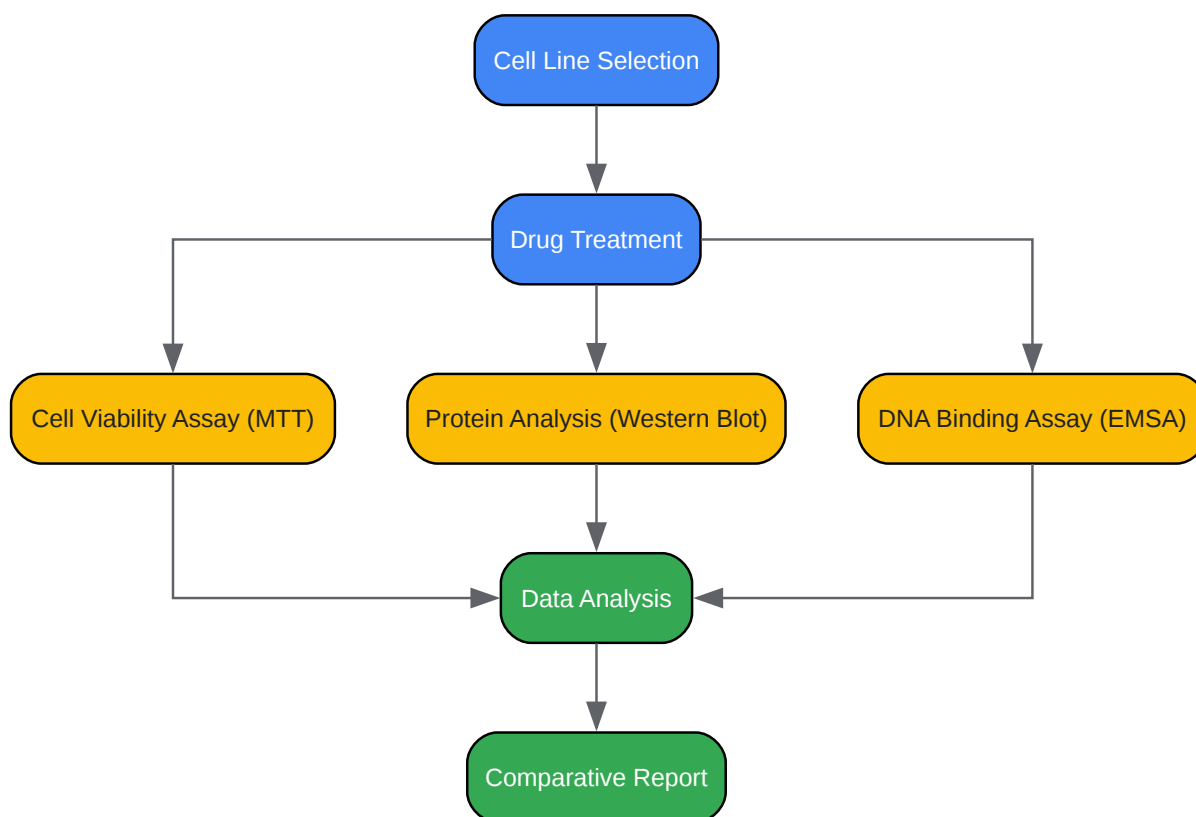 Cell Line Selection
Drug Treatment
Cell Viability Assay (MTT)
Protein Analysis (Western Blot)
DNA Binding Assay (EMSA)
Data Analysis
Comparative Report